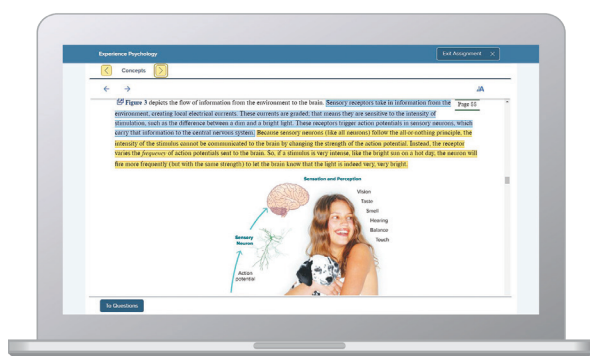 Experience Psychology
Exit Assignment ×
< Concepts >
← → AA
Figure 3 depicts the flow of information from the environment to the brain. Sensory receptors take in information from the Page 83
environment, creating local electrical currents. These currents are graded; that means they are sensitive to the intensity of
stimulation, such as the difference between a dim and a bright light. These receptors trigger action potentials in sensory neurons, which
carry that information to the central nervous system. Because sensory neurons (like all neurons) follow the all-or-nothing principle, the
intensity of the stimulus cannot be communicated to the brain by changing the strength of the action potential. Instead, the receptor
varies the frequency of action potentials sent to the brain. So, if a stimulus is very intense, like the bright sun on a hot day, the neuron will
fire more frequently (but with the same strength) to let the brain know that the light is indeed very, very bright.
Sensation and Perception
Vision
Taste
Smell
Hearing
Balance
Touch
Sensory
Neuron
Action
potential
To Questions